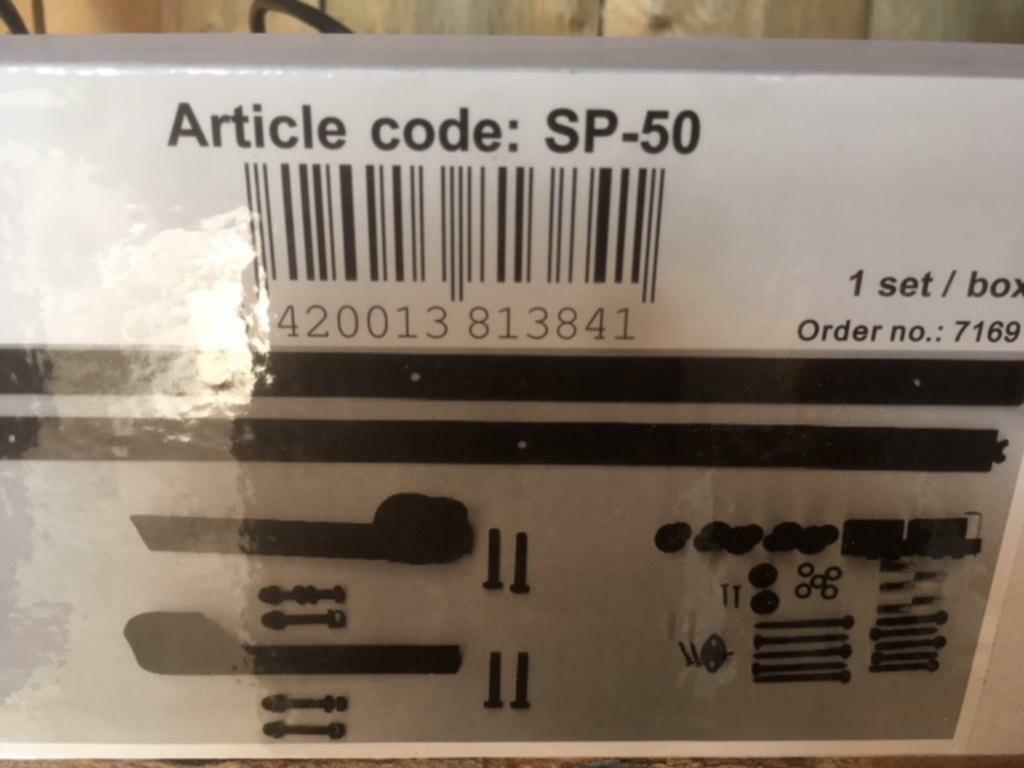 Article code: SP-50
1 set / box
420013 813841
Order no.: 7169